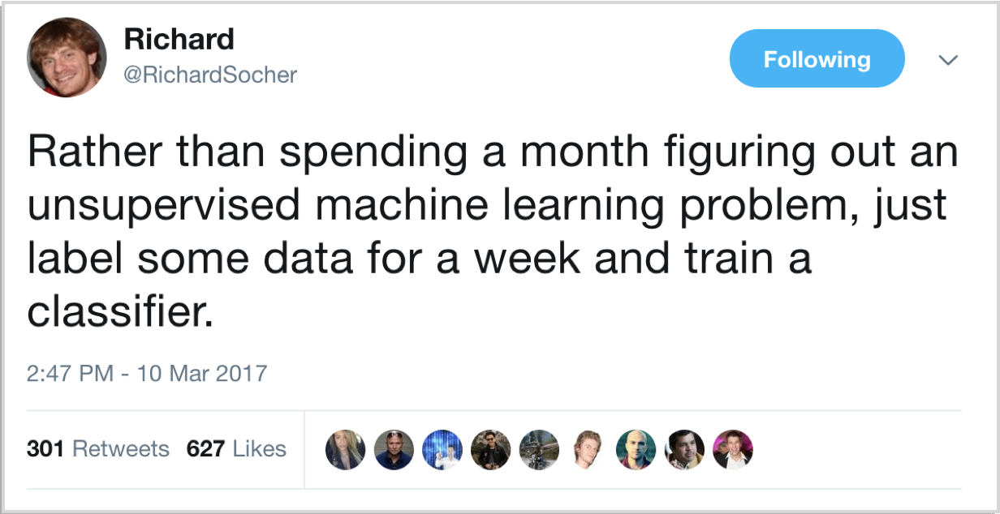 Richard
@RichardSocher
Following
Rather than spending a month figuring out an
unsupervised machine learning problem, just
label some data for a week and train a
classifier.
2:47 PM - 10 Mar 2017
301 Retweets 627 Likes